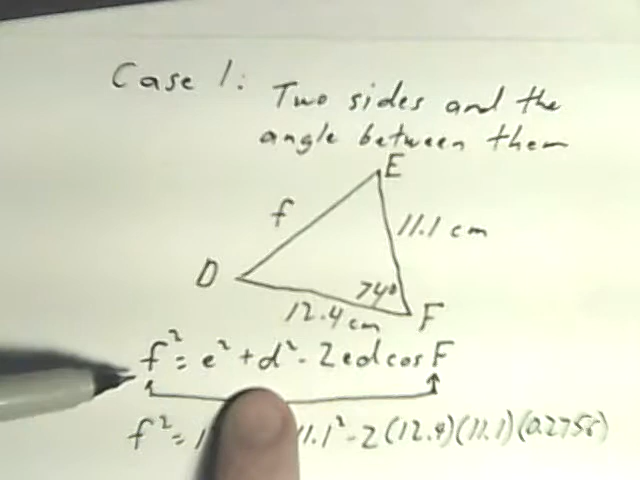 Case 1: Two sides and the
angle between them
E
f
11.1 cm
D
74°
12.4 cm
F
f² = e² + d² - 2ed cos F
f² = 1 11.1² - 2(12.4)(11.1)(0.2756)